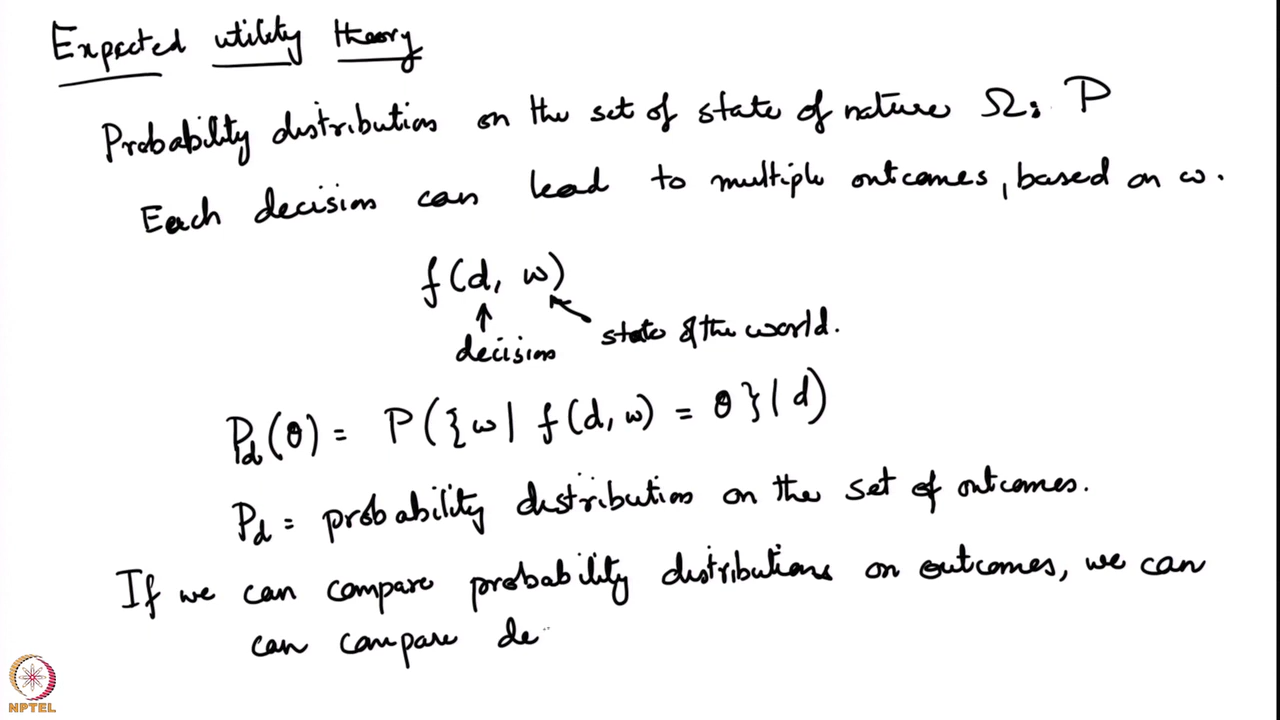 Expected utility theory
Probability distribution on the set of state of nature Ω: P
Each decision can lead to multiple outcomes, based on ω.
f(d, ω)
decision state of the world.
P_d(θ) = P({ω| f(d, ω) = θ}|d)
P_d = probability distribution on the set of outcomes.
If we can compare probability distributions on outcomes, we can
can compare de
NPTEL